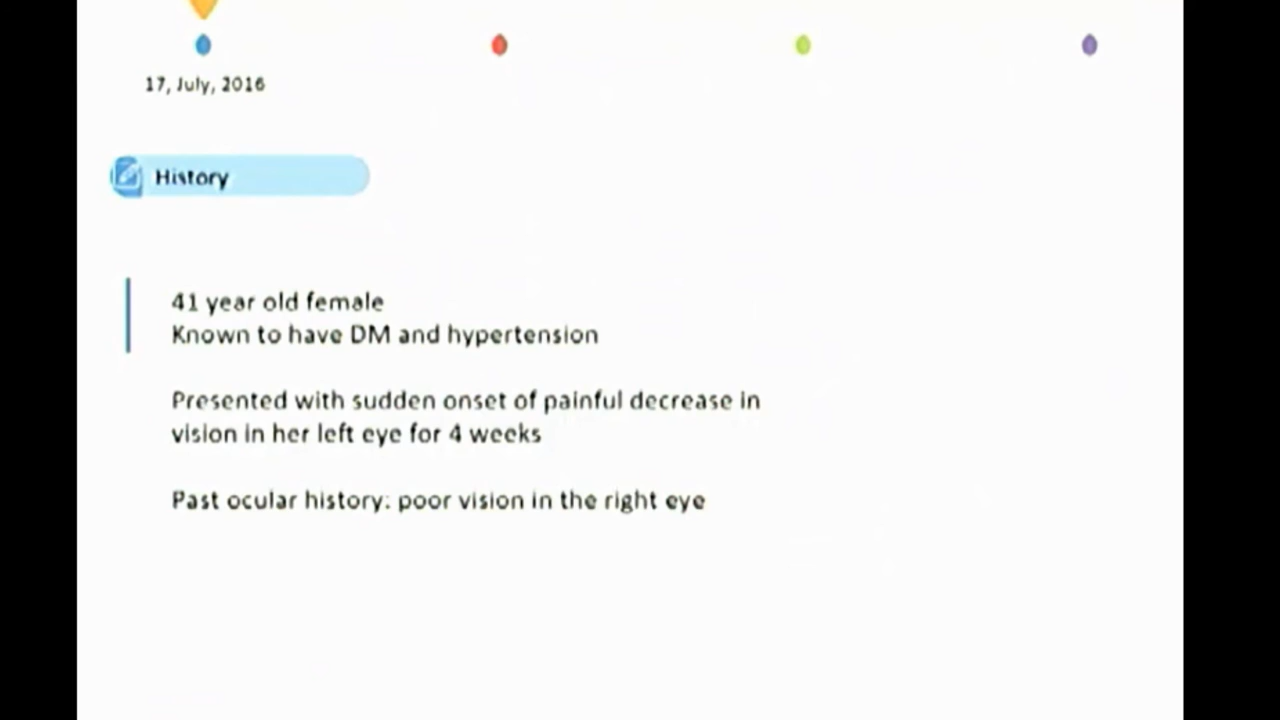 17, July, 2016
History
41 year old female
Known to have DM and hypertension
Presented with sudden onset of painful decrease in
vision in her left eye for 4 weeks
Past ocular history: poor vision in the right eye